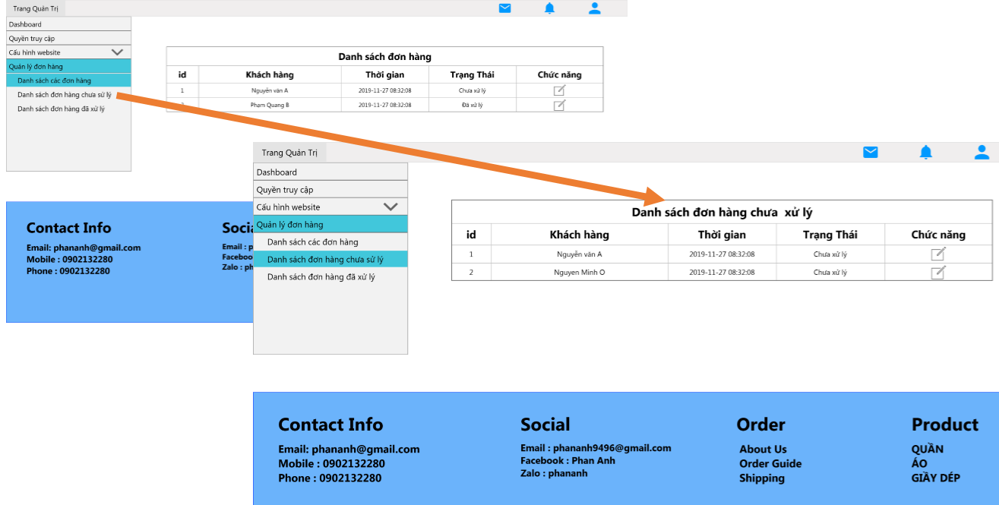 Trang Quản Trị
Dashboard
Quyền truy cập
Cấu hình website
Quản lý đơn hàng
Danh sách các đơn hàng
Danh sách đơn hàng chưa sử lý
Danh sách đơn hàng đã xử lý
Danh sách đơn hàng
id Khách hàng Thời gian Trạng Thái Chức năng
1 Nguyễn văn A 2019-11-27 08:32:08 Chưa xử lý
Phạm Quang B 2019-11-27 08:32:08 Đã xử lý
Contact Info
Email: phananh@gmail.com
Mobile : 0902132280
Phone : 0902132280
Trang Quản Trị
Dashboard
Quyền truy cập
Cấu hình website
Quản lý đơn hàng
Danh sách các đơn hàng
Danh sách đơn hàng chưa sử lý
Danh sách đơn hàng đã xử lý
Danh sách đơn hàng chưa xử lý
id Khách hàng Thời gian Trạng Thái Chức năng
1 Nguyễn văn A 2019-11-27 08:32:08 Chưa xử lý
2 Nguyen Minh O 2019-11-27 08:32:08 Chưa xử lý
Contact Info
Email: phananh@gmail.com
Mobile : 0902132280
Phone : 0902132280
Social
Email : phananh9496@gmail.com
Facebook : Phan Anh
Zalo : phananh
Order
About Us
Order Guide
Shipping
Product
QUẦN
ÁO
GIẦY DÉP